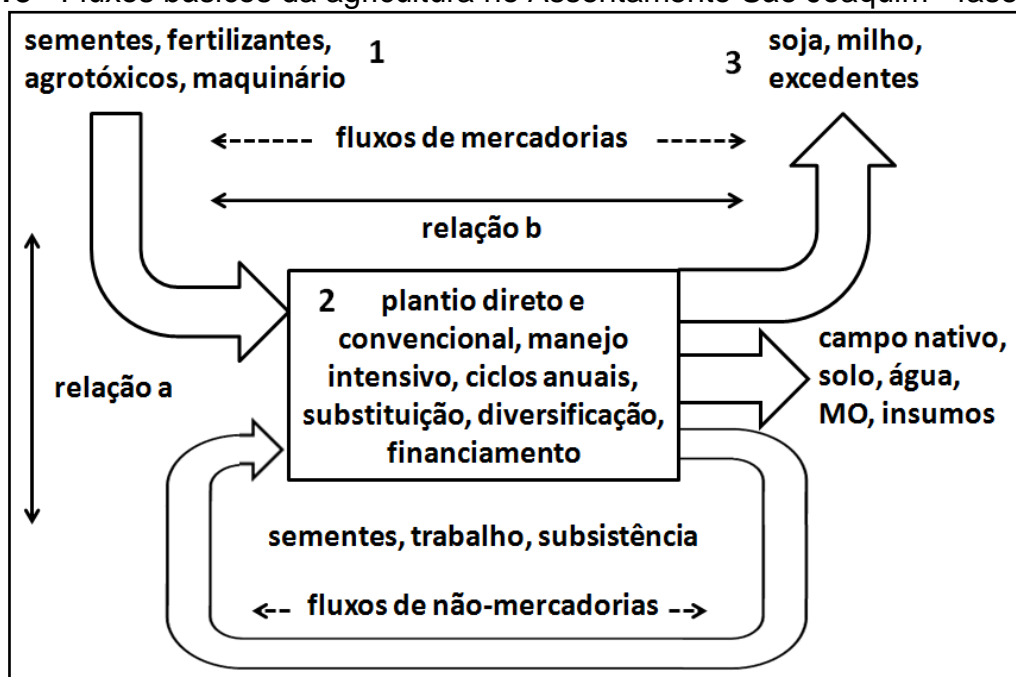 Fluxos básicos da agricultura no Assentamento São Joaquim
sementes, fertilizantes,
agrotóxicos, maquinário
1
3
soja, milho,
excedentes
fluxos de mercadorias
relação b
relação a
2 plantio direto e
convencional, manejo
intensivo, ciclos anuais,
substituição, diversificação,
financiamento
campo nativo,
solo, água,
MO, insumos
sementes, trabalho, subsistência
fluxos de não-mercadorias